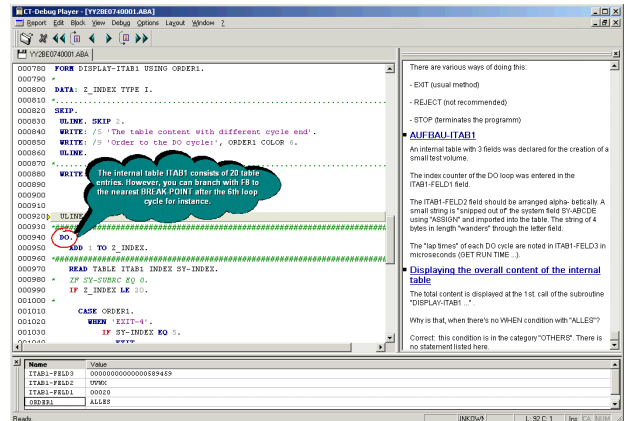 CT-Debug Player - [YY2BE0740001.ABA]
Report Edit Block View Debug Options Layout Window ?
YY2BE0740001.ABA
000780 FORM DISPLAY-ITAB1 USING ORDER1.
000790 *
000800 DATA: Z_INDEX TYPE I.
000810 *
000820 SKIP.
000830 ULINE. SKIP 2.
000840 WRITE: /5 'The table content with different cycle end'.
000850 WRITE: /9 'Order to the DO cycle:', ORDER1 COLOR 6.
000860 ULINE.
000870 *
000880 WRITE
000890
000900
000910
000920 ULINE
000930 *
000940 DO.
000950 ADD 1 TO Z_INDEX.
000960 *
000970 READ TABLE ITAB1 INDEX SY-INDEX.
000980 * IF SY-SUBRC EQ 0.
000990 IF Z_INDEX LE 20.
001000 *
001010 CASE ORDER1.
001020 WHEN 'EXIT-4'.
001030 IF SY-INDEX EQ 5.
001040 EXIT
The internal table ITAB1 consists of 20 table
entries. However, you can branch with F8 to
the nearest BREAK-POINT after the 6th loop
cycle for instance.
There are various ways of doing this:
- EXIT (usual method)
- REJECT (not recommended)
- STOP (terminates the programm)
AUFBAU-ITAB1
An internal table with 3 fields was declared for the creation of a
small test volume.
The index counter of the DO loop was entered in the
ITAB1-FELD1 field.
The ITAB1-FELD2 field should be arranged alpha- betically. A
small string is "snipped out" of the system field SY-ABCDE
using "ASSIGN" and imported into the table. The string of 4
bytes in length "wanders" through the letter field.
The "lap times" of each DO cycle are noted in ITAB1-FELD3 in
microseconds (GET RUN TIME ...).
Displaying the overall content of the internal
table
The total content is displayed at the 1st. call of the subroutine
"DISPLAY-ITAB1 ..." .
Why is that, when there's no WHEN condition with "ALLES"?
Correct: this condition is in the category "OTHERS". There is
no statement listed here.
Name Value
ITAB1-FELD3 00000000000000589459
ITAB1-FELD2 UVWX
ITAB1-FELD1 00020
ORDER1 ALLES
Ready
UNKOWN L: 92 C: 1 Ins CA NUM